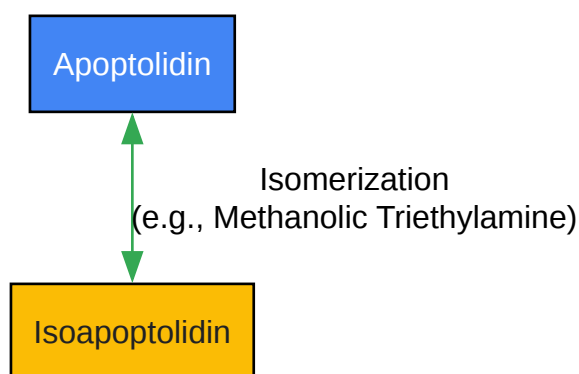 Apoptolidin
Isomerization
(e.g., Methanolic Triethylamine)
Isoapoptolidin